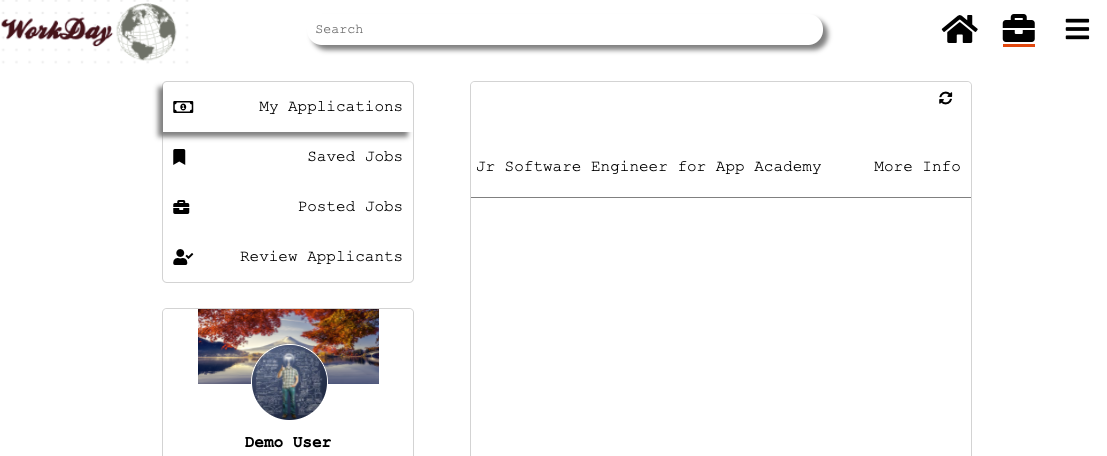 WorkDay
Search
My Applications
Saved Jobs
Posted Jobs
Review Applicants
Jr Software Engineer for App Academy More Info
Demo User